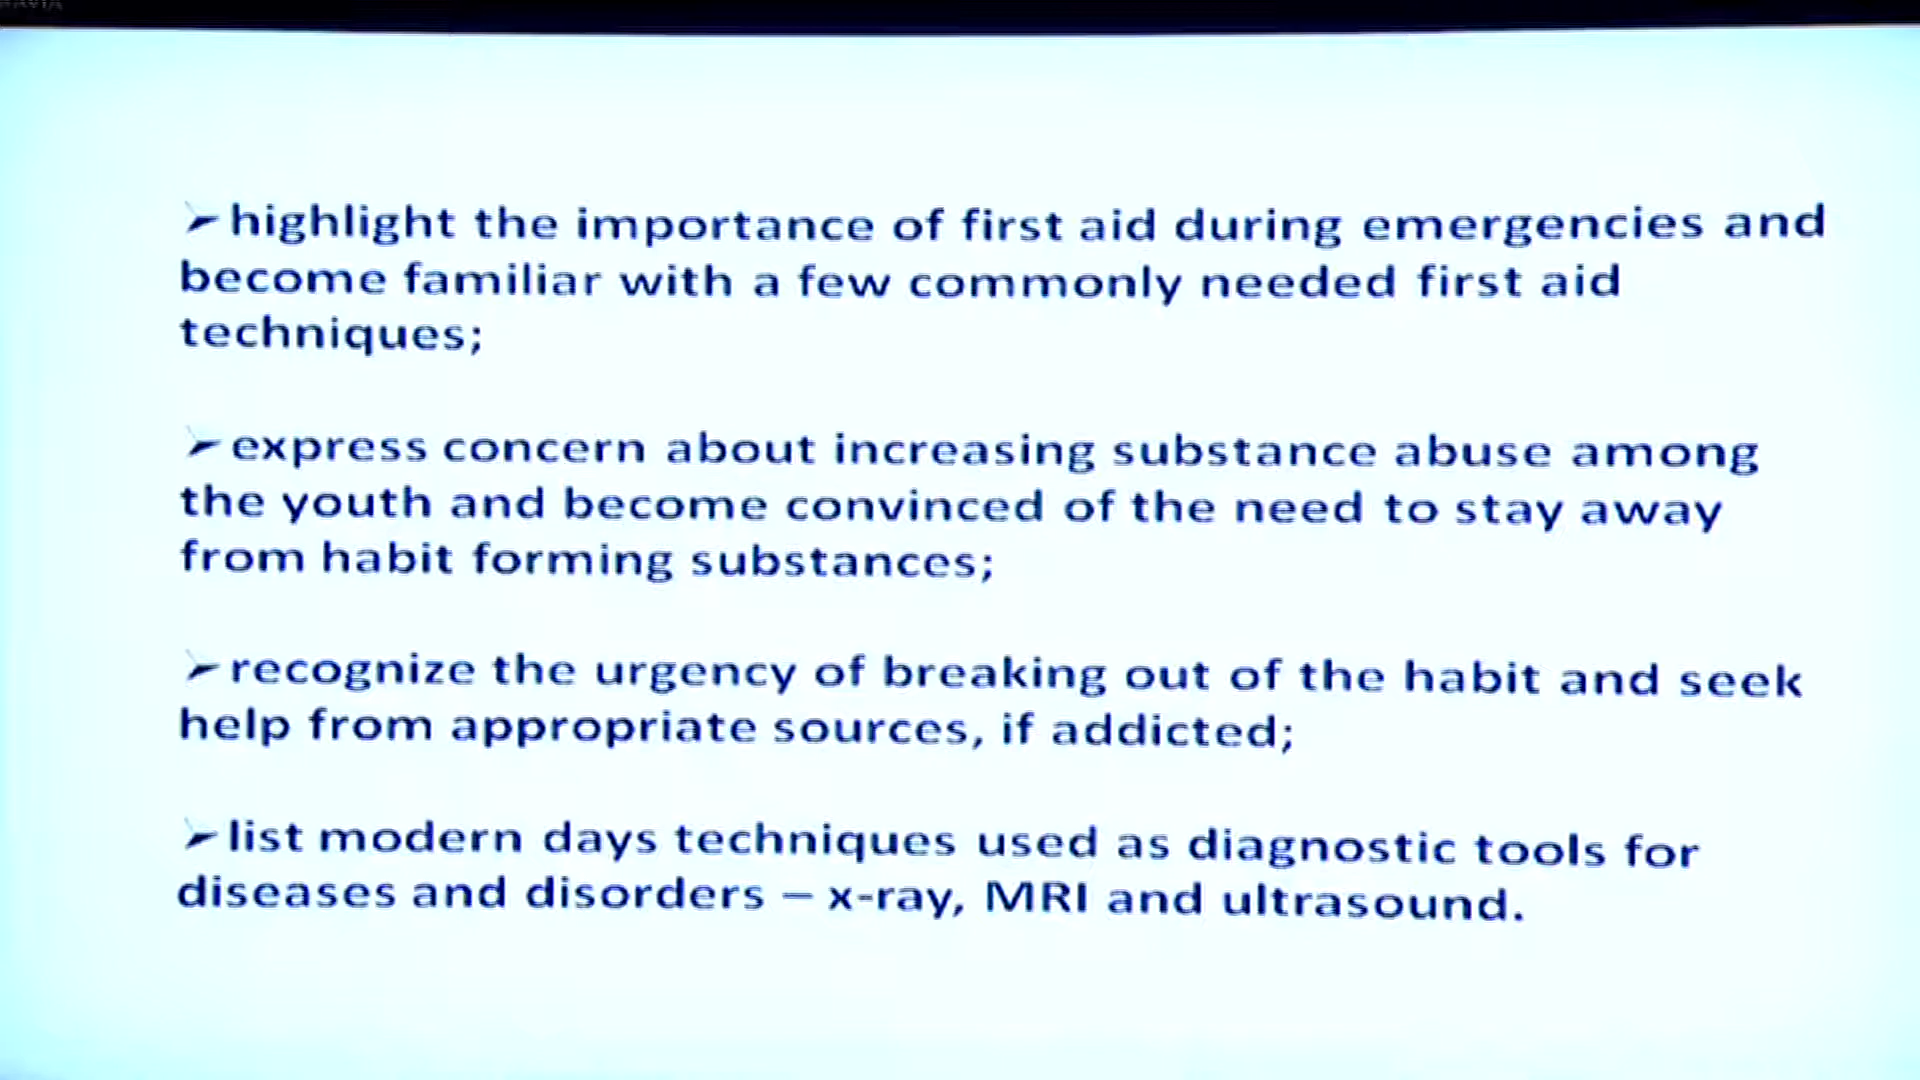 ➢highlight the importance of first aid during emergencies and
become familiar with a few commonly needed first aid
techniques;
➢express concern about increasing substance abuse among
the youth and become convinced of the need to stay away
from habit forming substances;
➢recognize the urgency of breaking out of the habit and seek
help from appropriate sources, if addicted;
➢list modern days techniques used as diagnostic tools for
diseases and disorders – x-ray, MRI and ultrasound.